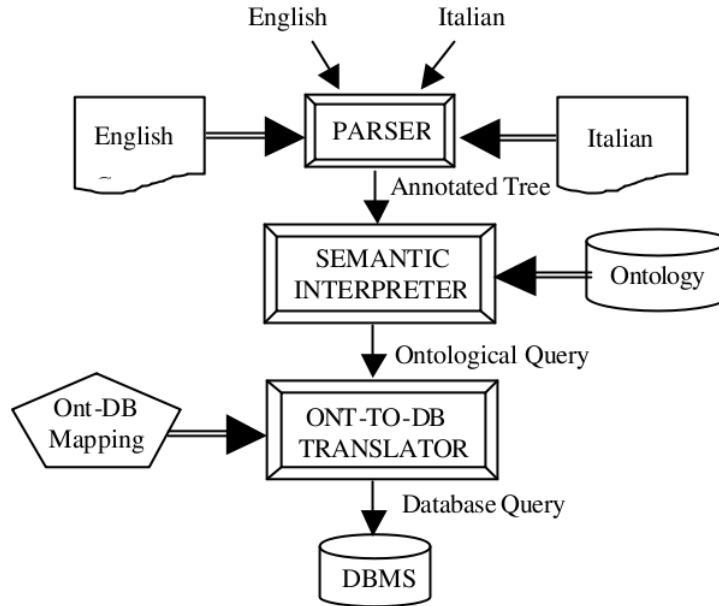 English Italian
English
PARSER
Italian
Annotated Tree
SEMANTIC
INTERPRETER
Ontology
Ontological Query
Ont-DB
Mapping
ONT-TO-DB
TRANSLATOR
Database Query
DBMS